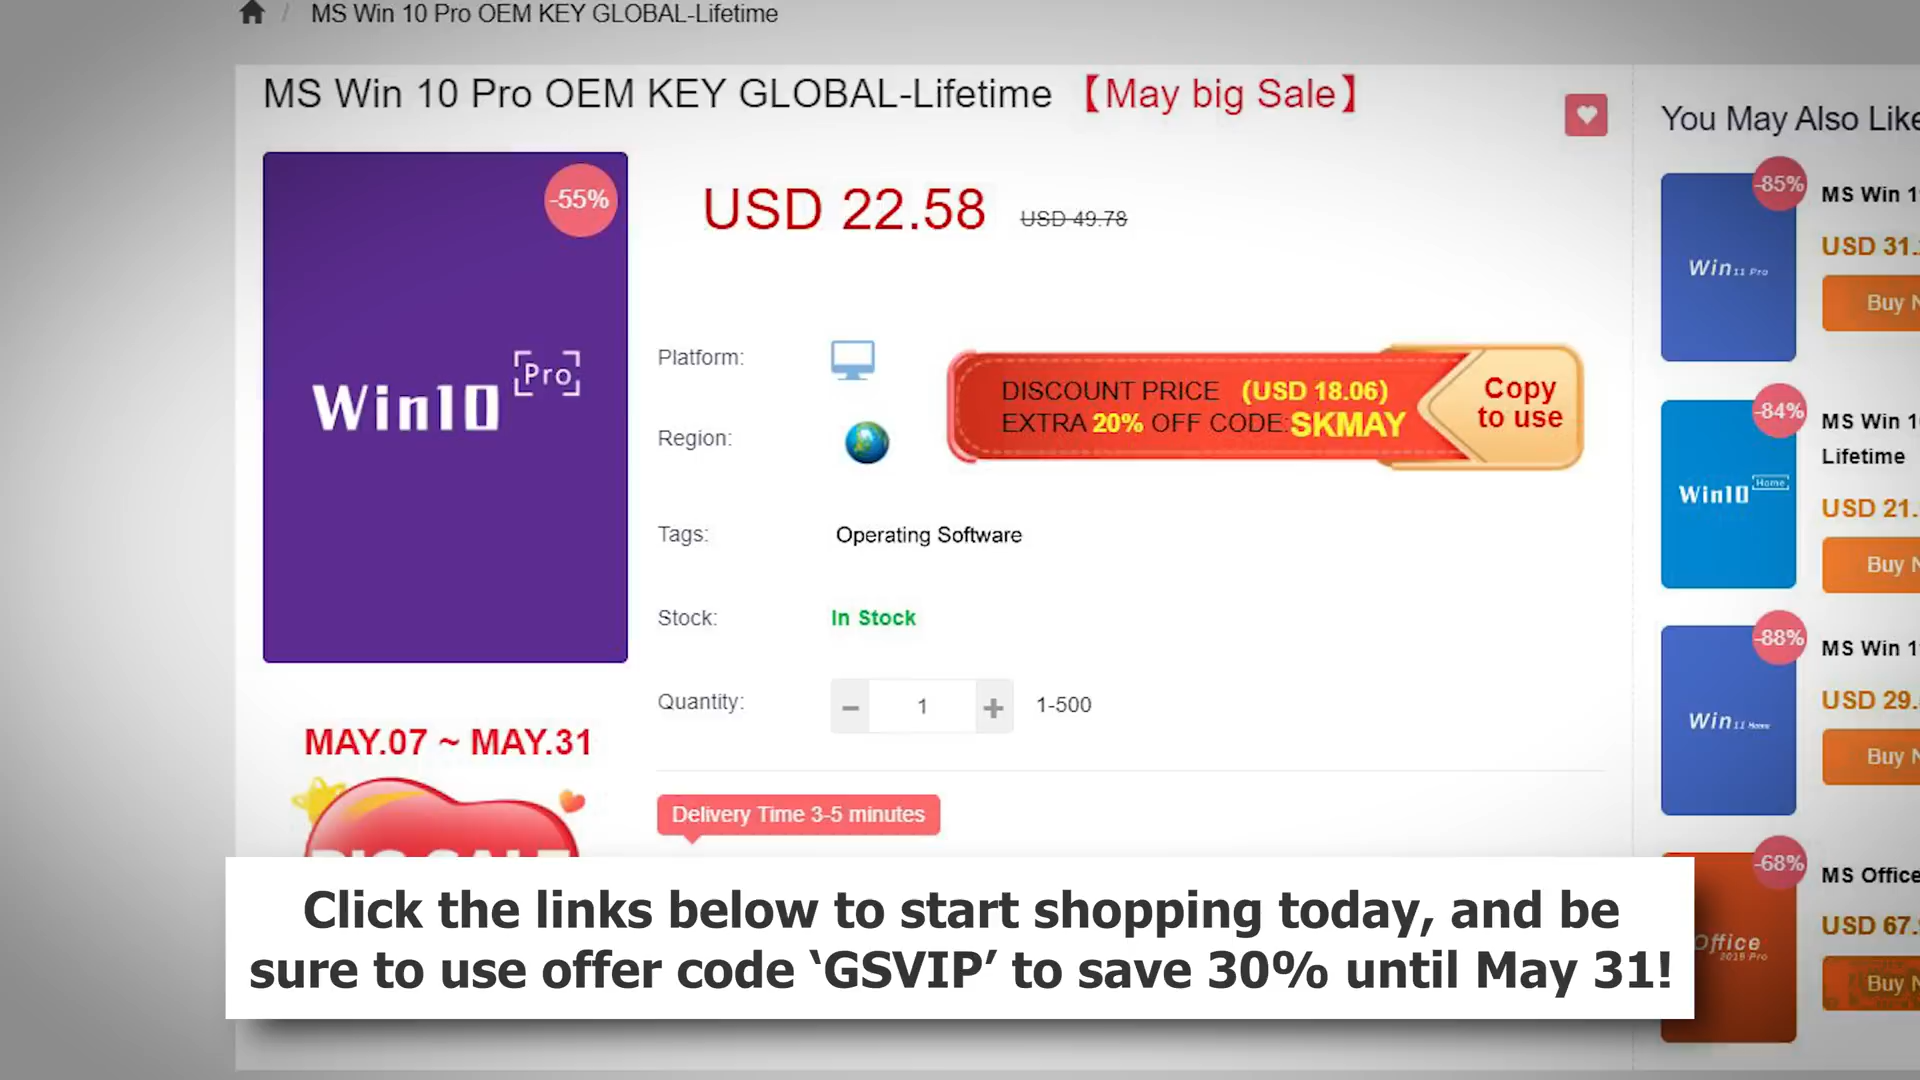 MS Win 10 Pro OEM KEY GLOBAL-Lifetime
MS Win 10 Pro OEM KEY GLOBAL-Lifetime 【May big Sale】
-55%
Win10 Pro
USD 22.58 USD 49.78
Platform:
Region:
DISCOUNT PRICE (USD 18.06)
EXTRA 20% OFF CODE:SKMAY
Copy
to use
Tags: Operating Software
Stock: In Stock
Quantity: − 1 + 1-500
MAY.07 ~ MAY.31
Delivery Time 3-5 minutes
You May Also Like
-85%
Win 11 Pro
MS Win 1
USD 31.
Buy N
-84%
Win10 Home
MS Win 1
Lifetime
USD 21.
Buy N
-88%
Win 11 Home
MS Win 1
USD 29.
Buy N
-68%
Office
2019 Pro
MS Office
USD 67.
Buy N
Click the links below to start shopping today, and be
sure to use offer code ‘GSVIP’ to save 30% until May 31!